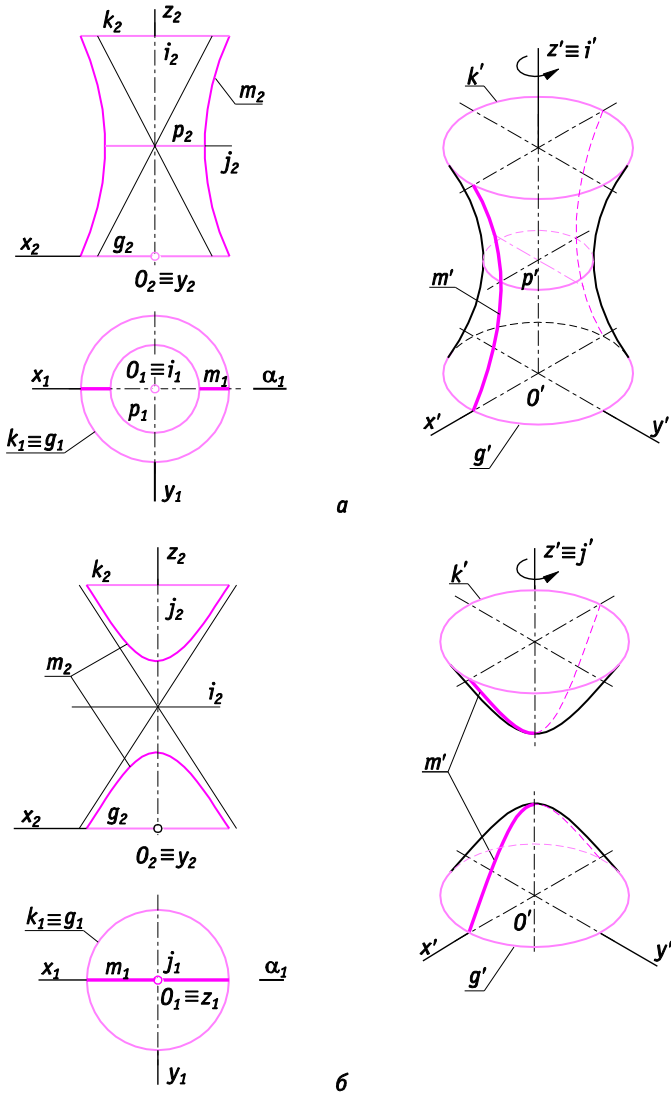 z₂
k₂
i₂
m₂
p₂
j₂
x₂
g₂
O₂≡y₂
x₁
O₁≡i₁
m₁
α₁
p₁
k₁≡g₁
y₁
z'≡i'
k'
m'
p'
x'
O'
y'
g'
а
z₂
k₂
j₂
m₂
i₂
x₂
g₂
O₂≡y₂
k₁≡g₁
x₁
m₁
j₁
α₁
O₁≡z₁
y₁
z'≡j'
k'
m'
O'
x'
y'
g'
б